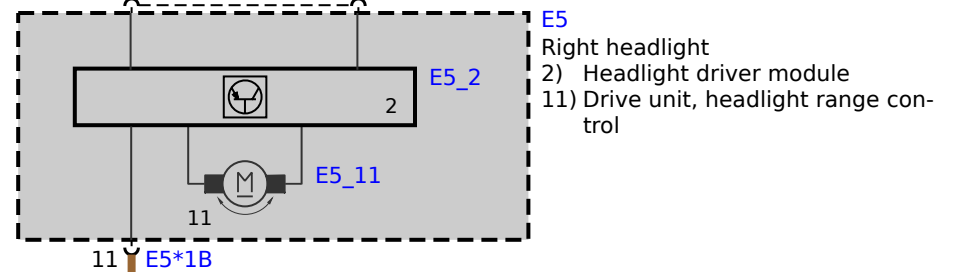 E5
Right headlight
2) Headlight driver module
11) Drive unit, headlight range con-
trol
E5_2
2
M
E5_11
11
11 E5*1B